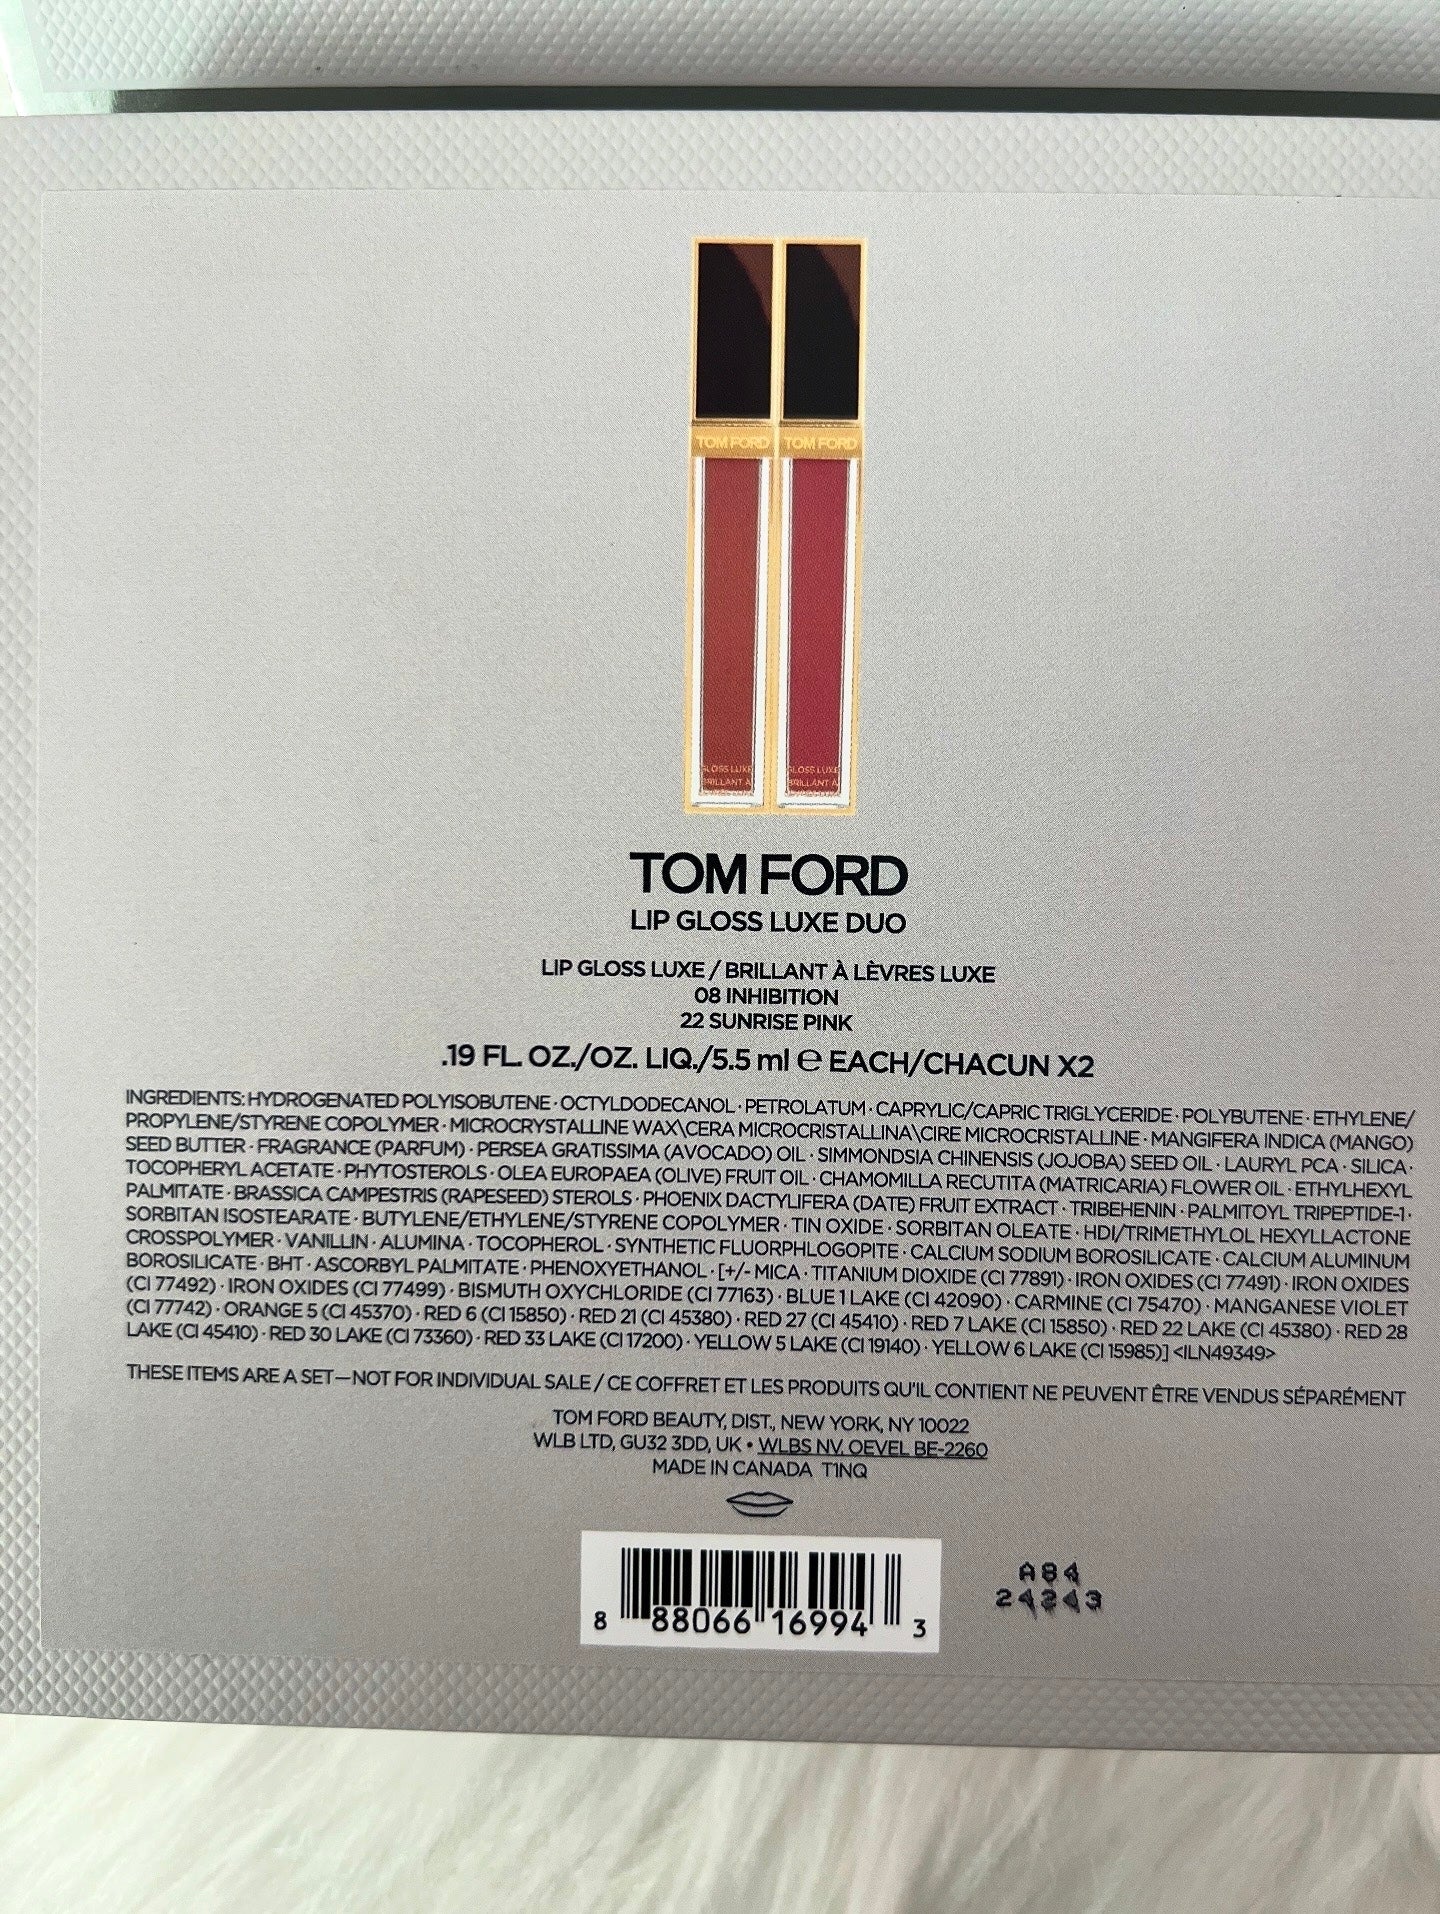 TOM FORD TOM FORD
GLOSS LUXE GLOSS LUXE
BRILLANT À BRILLANT À
TOM FORD
LIP GLOSS LUXE DUO
LIP GLOSS LUXE / BRILLANT À LÈVRES LUXE
08 INHIBITION
22 SUNRISE PINK
.19 FL. OZ./OZ. LIQ./5.5 ml ℮ EACH/CHACUN X2
INGREDIENTS: HYDROGENATED POLYISOBUTENE · OCTYLDODECANOL · PETROLATUM · CAPRYLIC/CAPRIC TRIGLYCERIDE · POLYBUTENE · ETHYLENE/
PROPYLENE/STYRENE COPOLYMER · MICROCRYSTALLINE WAX\CERA MICROCRISTALLINA\CIRE MICROCRISTALLINE · MANGIFERA INDICA (MANGO)
SEED BUTTER · FRAGRANCE (PARFUM) · PERSEA GRATISSIMA (AVOCADO) OIL · SIMMONDSIA CHINENSIS (JOJOBA) SEED OIL · LAURYL PCA · SILICA ·
TOCOPHERYL ACETATE · PHYTOSTEROLS · OLEA EUROPAEA (OLIVE) FRUIT OIL · CHAMOMILLA RECUTITA (MATRICARIA) FLOWER OIL · ETHYLHEXYL
PALMITATE · BRASSICA CAMPESTRIS (RAPESEED) STEROLS · PHOENIX DACTYLIFERA (DATE) FRUIT EXTRACT · TRIBEHENIN · PALMITOYL TRIPEPTIDE-1 ·
SORBITAN ISOSTEARATE · BUTYLENE/ETHYLENE/STYRENE COPOLYMER · TIN OXIDE · SORBITAN OLEATE · HDI/TRIMETHYLOL HEXYLLACTONE
CROSSPOLYMER · VANILLIN · ALUMINA · TOCOPHEROL · SYNTHETIC FLUORPHLOGOPITE · CALCIUM SODIUM BOROSILICATE · CALCIUM ALUMINUM
BOROSILICATE · BHT · ASCORBYL PALMITATE · PHENOXYETHANOL · [+/- MICA · TITANIUM DIOXIDE (CI 77891) · IRON OXIDES (CI 77491) · IRON OXIDES
(CI 77492) · IRON OXIDES (CI 77499) · BISMUTH OXYCHLORIDE (CI 77163) · BLUE 1 LAKE (CI 42090) · CARMINE (CI 75470) · MANGANESE VIOLET
(CI 77742) · ORANGE 5 (CI 45370) · RED 6 (CI 15850) · RED 21 (CI 45380) · RED 27 (CI 45410) · RED 7 LAKE (CI 15850) · RED 22 LAKE (CI 45380) · RED 28
LAKE (CI 45410) · RED 30 LAKE (CI 73360) · RED 33 LAKE (CI 17200) · YELLOW 5 LAKE (CI 19140) · YELLOW 6 LAKE (CI 15985)] <ILN49349>
THESE ITEMS ARE A SET—NOT FOR INDIVIDUAL SALE / CE COFFRET ET LES PRODUITS QU'IL CONTIENT NE PEUVENT ÊTRE VENDUS SÉPARÉMENT
TOM FORD BEAUTY, DIST., NEW YORK, NY 10022
WLB LTD, GU32 3DD, UK • WLBS NV, OEVEL BE-2260
MADE IN CANADA T1NQ
8 88066 16994 3
A84
24243